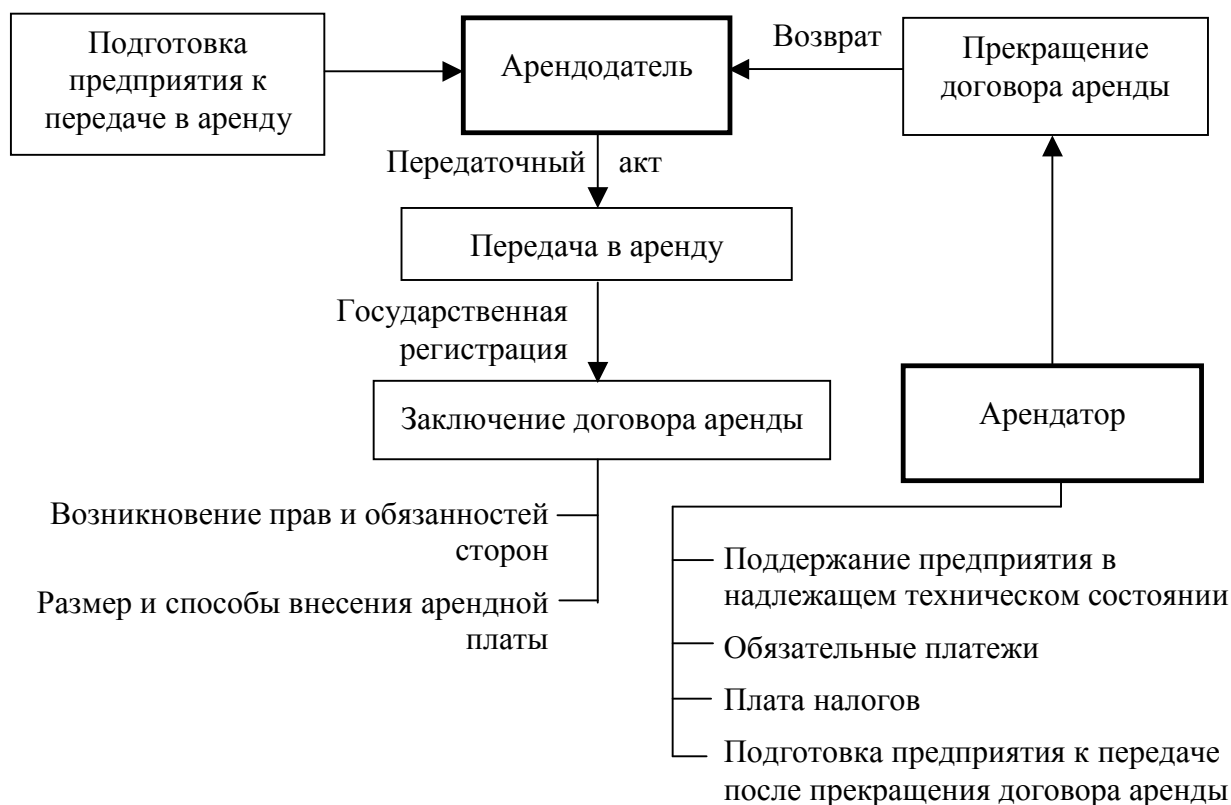 Подготовка
предприятия к
передаче в аренду
Арендодатель
Возврат
Прекращение
договора аренды
Передаточный акт
Передача в аренду
Государственная
регистрация
Заключение договора аренды
Арендатор
Возникновение прав и обязанностей
сторон
Размер и способы внесения арендной
платы
Поддержание предприятия в
надлежащем техническом состоянии
Обязательные платежи
Плата налогов
Подготовка предприятия к передаче
после прекращения договора аренды